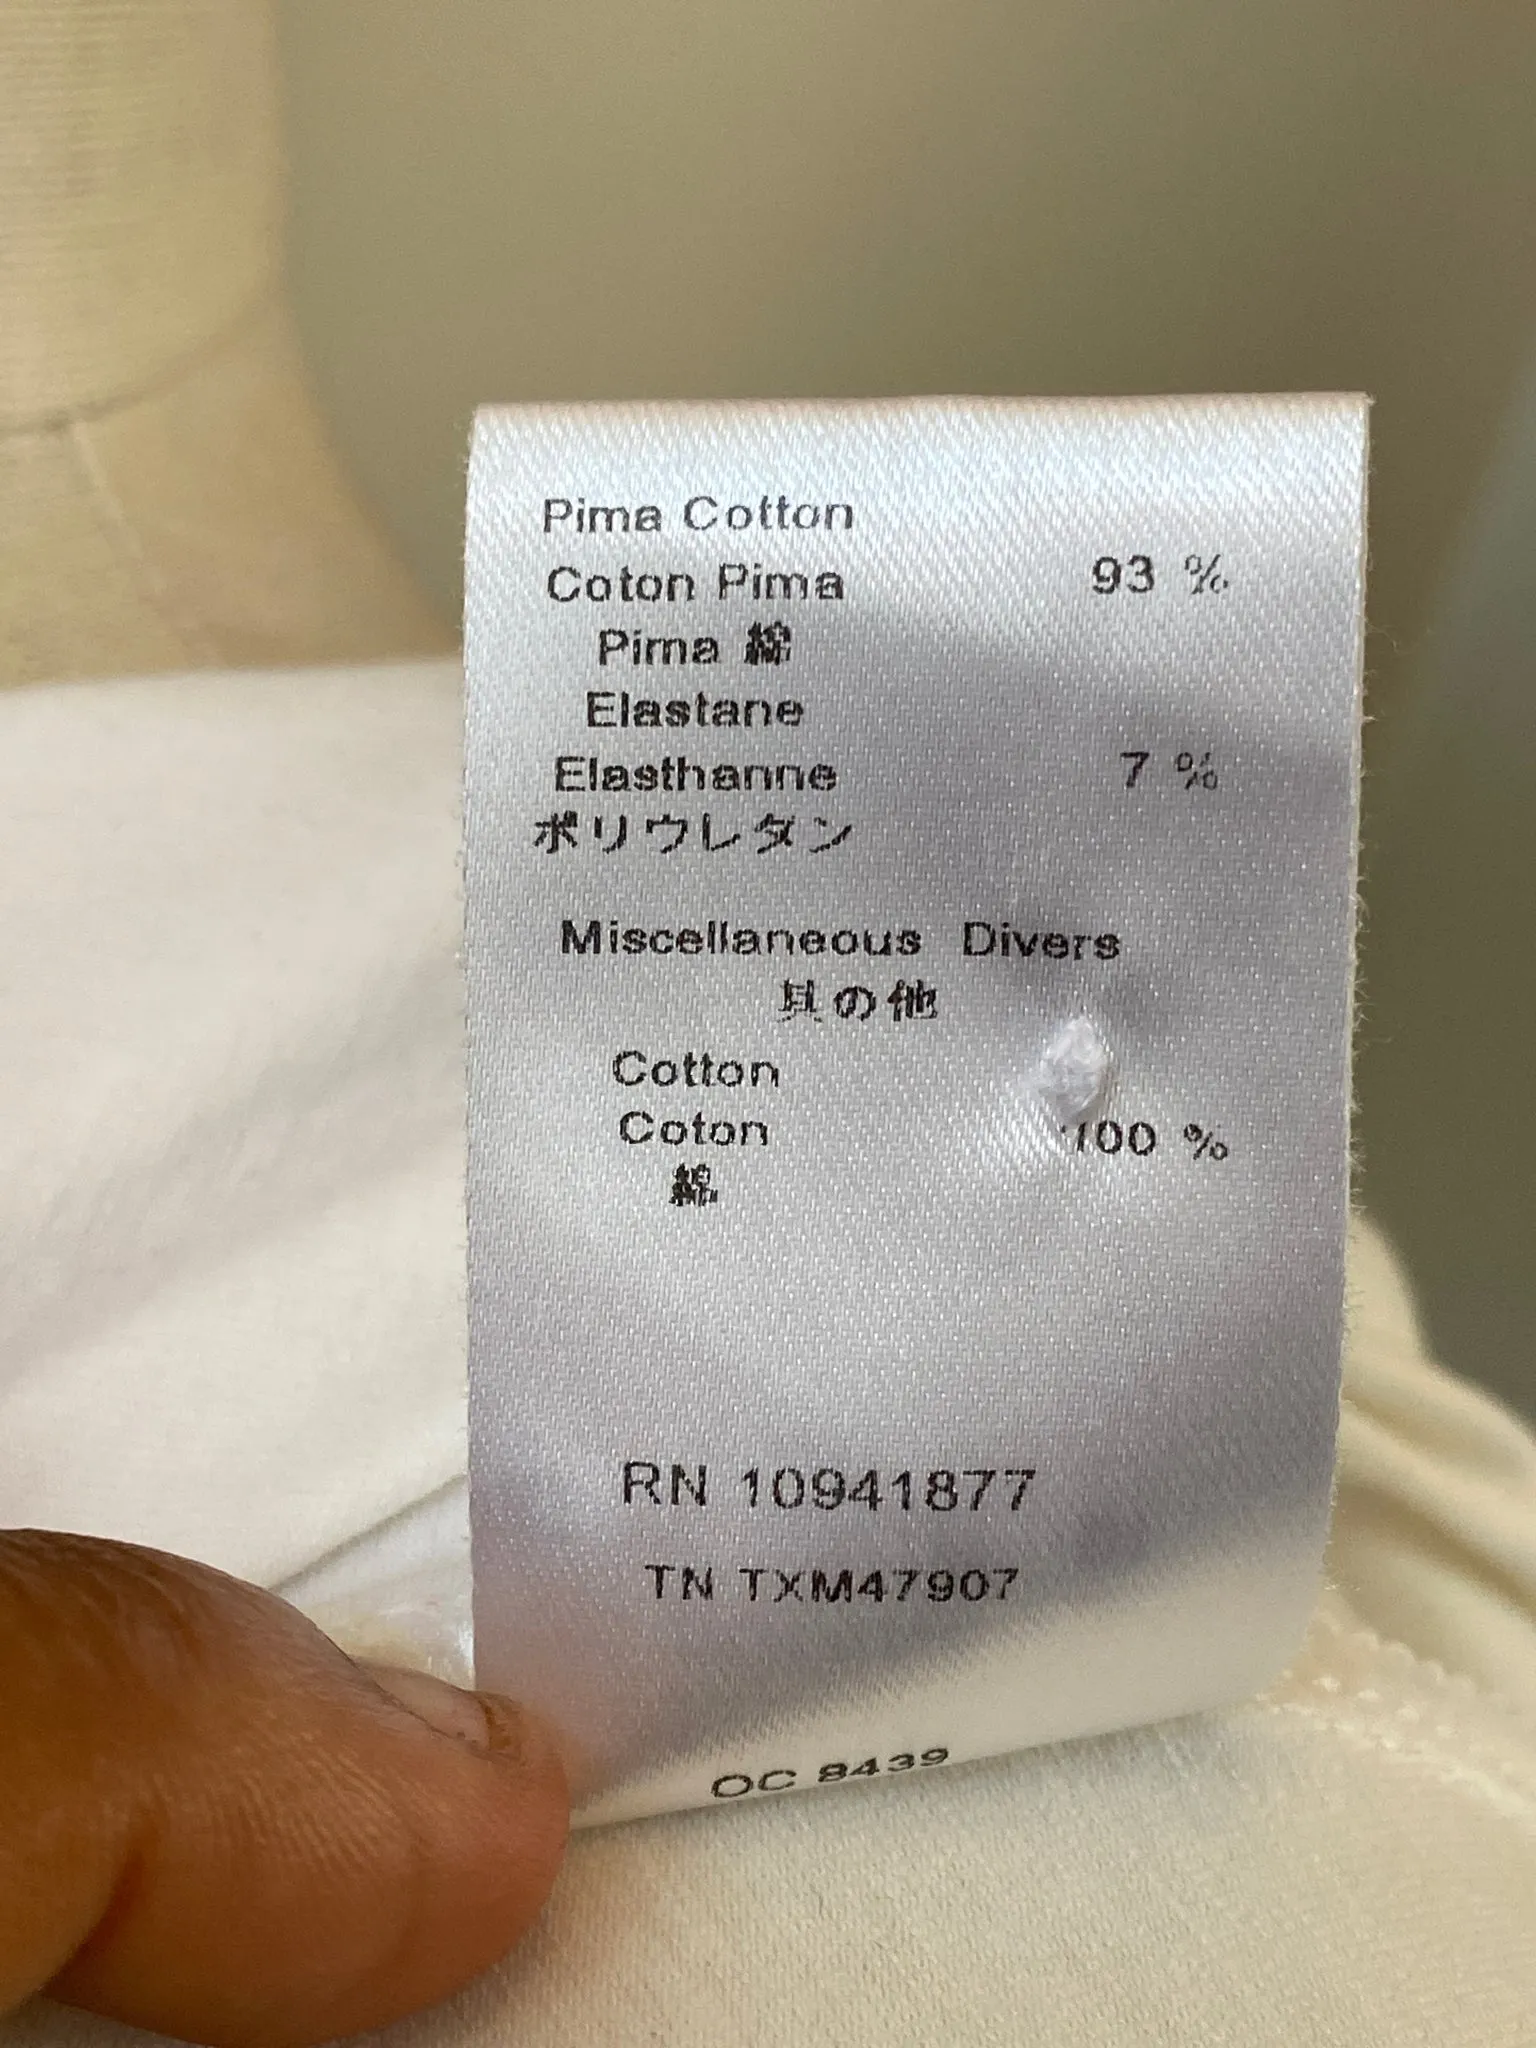 Pima Cotton
Coton Pima 93 %
Pima 綿
Elastane
Elasthanne 7 %
ポリウレタン
Miscellaneous Divers
其の他
Cotton
Coton 100 %
綿
RN 10941877
TN TXM47907
OC 8439